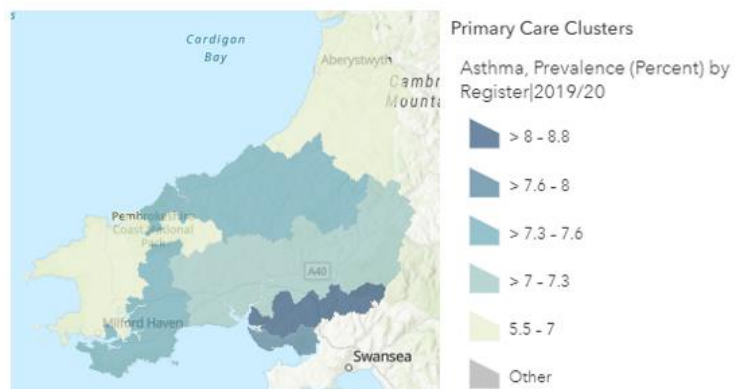 s
Cardigan
Bay
Aberystwyth
Cambr
Mounta
Pembrokeshire
Coast National
Park
A40
Milford Haven
Swansea
Primary Care Clusters
Asthma, Prevalence (Percent) by
Register|2019/20
> 8 - 8.8
> 7.6 - 8
> 7.3 - 7.6
> 7 - 7.3
5.5 - 7
Other